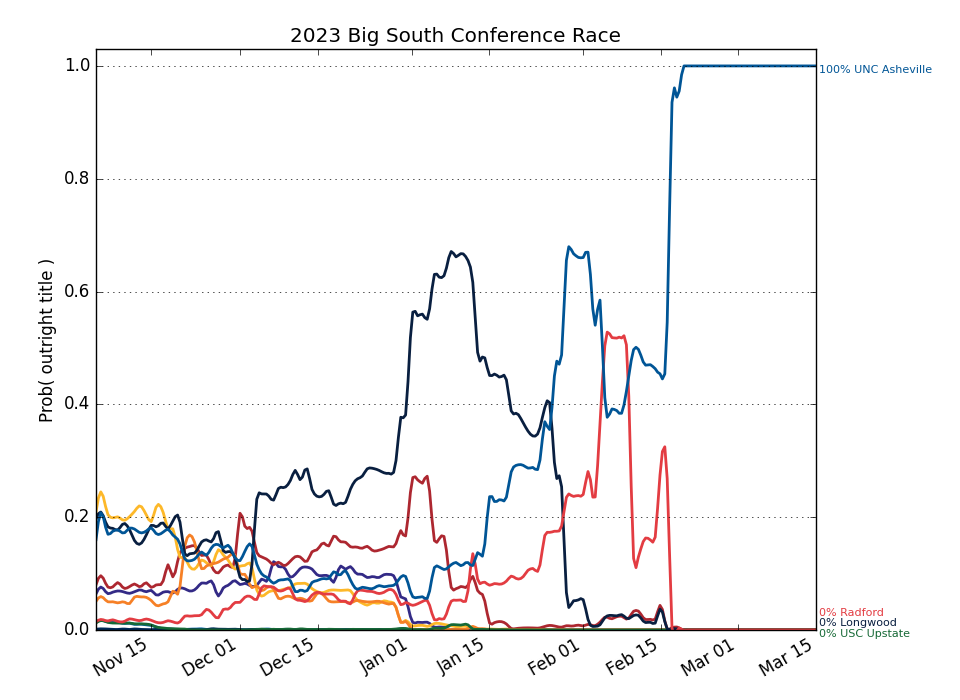 2023 Big South Conference Race
1.0
0.8
0.6
0.4
0.2
0.0
Prob( outright title )
100% UNC Asheville
0% Radford
0% Longwood
0% USC Upstate
Nov 15
Dec 01
Dec 15
Jan 01
Jan 15
Feb 01
Feb 15
Mar 01
Mar 15